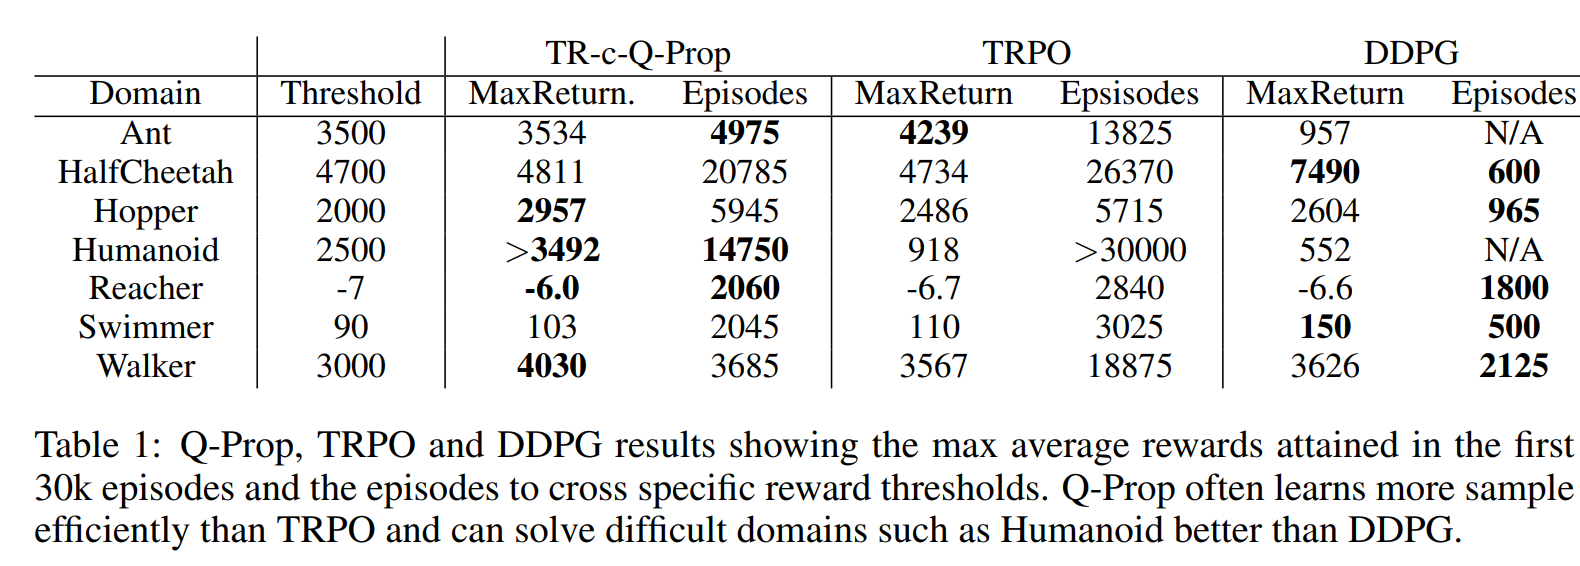 TR-c-Q-Prop TRPO DDPG
Domain Threshold MaxReturn. Episodes MaxReturn Epsisodes MaxReturn Episodes
Ant 3500 3534 4975 4239 13825 957 N/A
HalfCheetah 4700 4811 20785 4734 26370 7490 600
Hopper 2000 2957 5945 2486 5715 2604 965
Humanoid 2500 >3492 14750 918 >30000 552 N/A
Reacher -7 -6.0 2060 -6.7 2840 -6.6 1800
Swimmer 90 103 2045 110 3025 150 500
Walker 3000 4030 3685 3567 18875 3626 2125
Table 1: Q-Prop, TRPO and DDPG results showing the max average rewards attained in the first
30k episodes and the episodes to cross specific reward thresholds. Q-Prop often learns more sample
efficiently than TRPO and can solve difficult domains such as Humanoid better than DDPG.